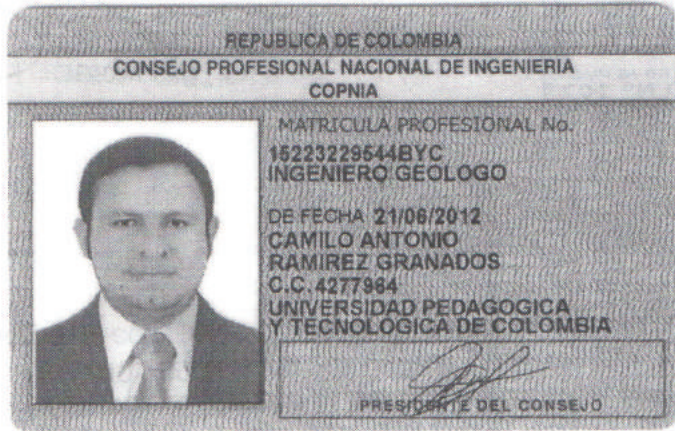 REPUBLICA DE COLOMBIA
CONSEJO PROFESIONAL NACIONAL DE INGENIERIA
COPNIA
MATRICULA PROFESIONAL No.
15223229544BYC
INGENIERO GEOLOGO
DE FECHA 21/06/2012
CAMILO ANTONIO
RAMIREZ GRANADOS
C.C. 4277964
UNIVERSIDAD PEDAGOGICA
Y TECNOLOGICA DE COLOMBIA
PRESIDENTE DEL CONSEJO